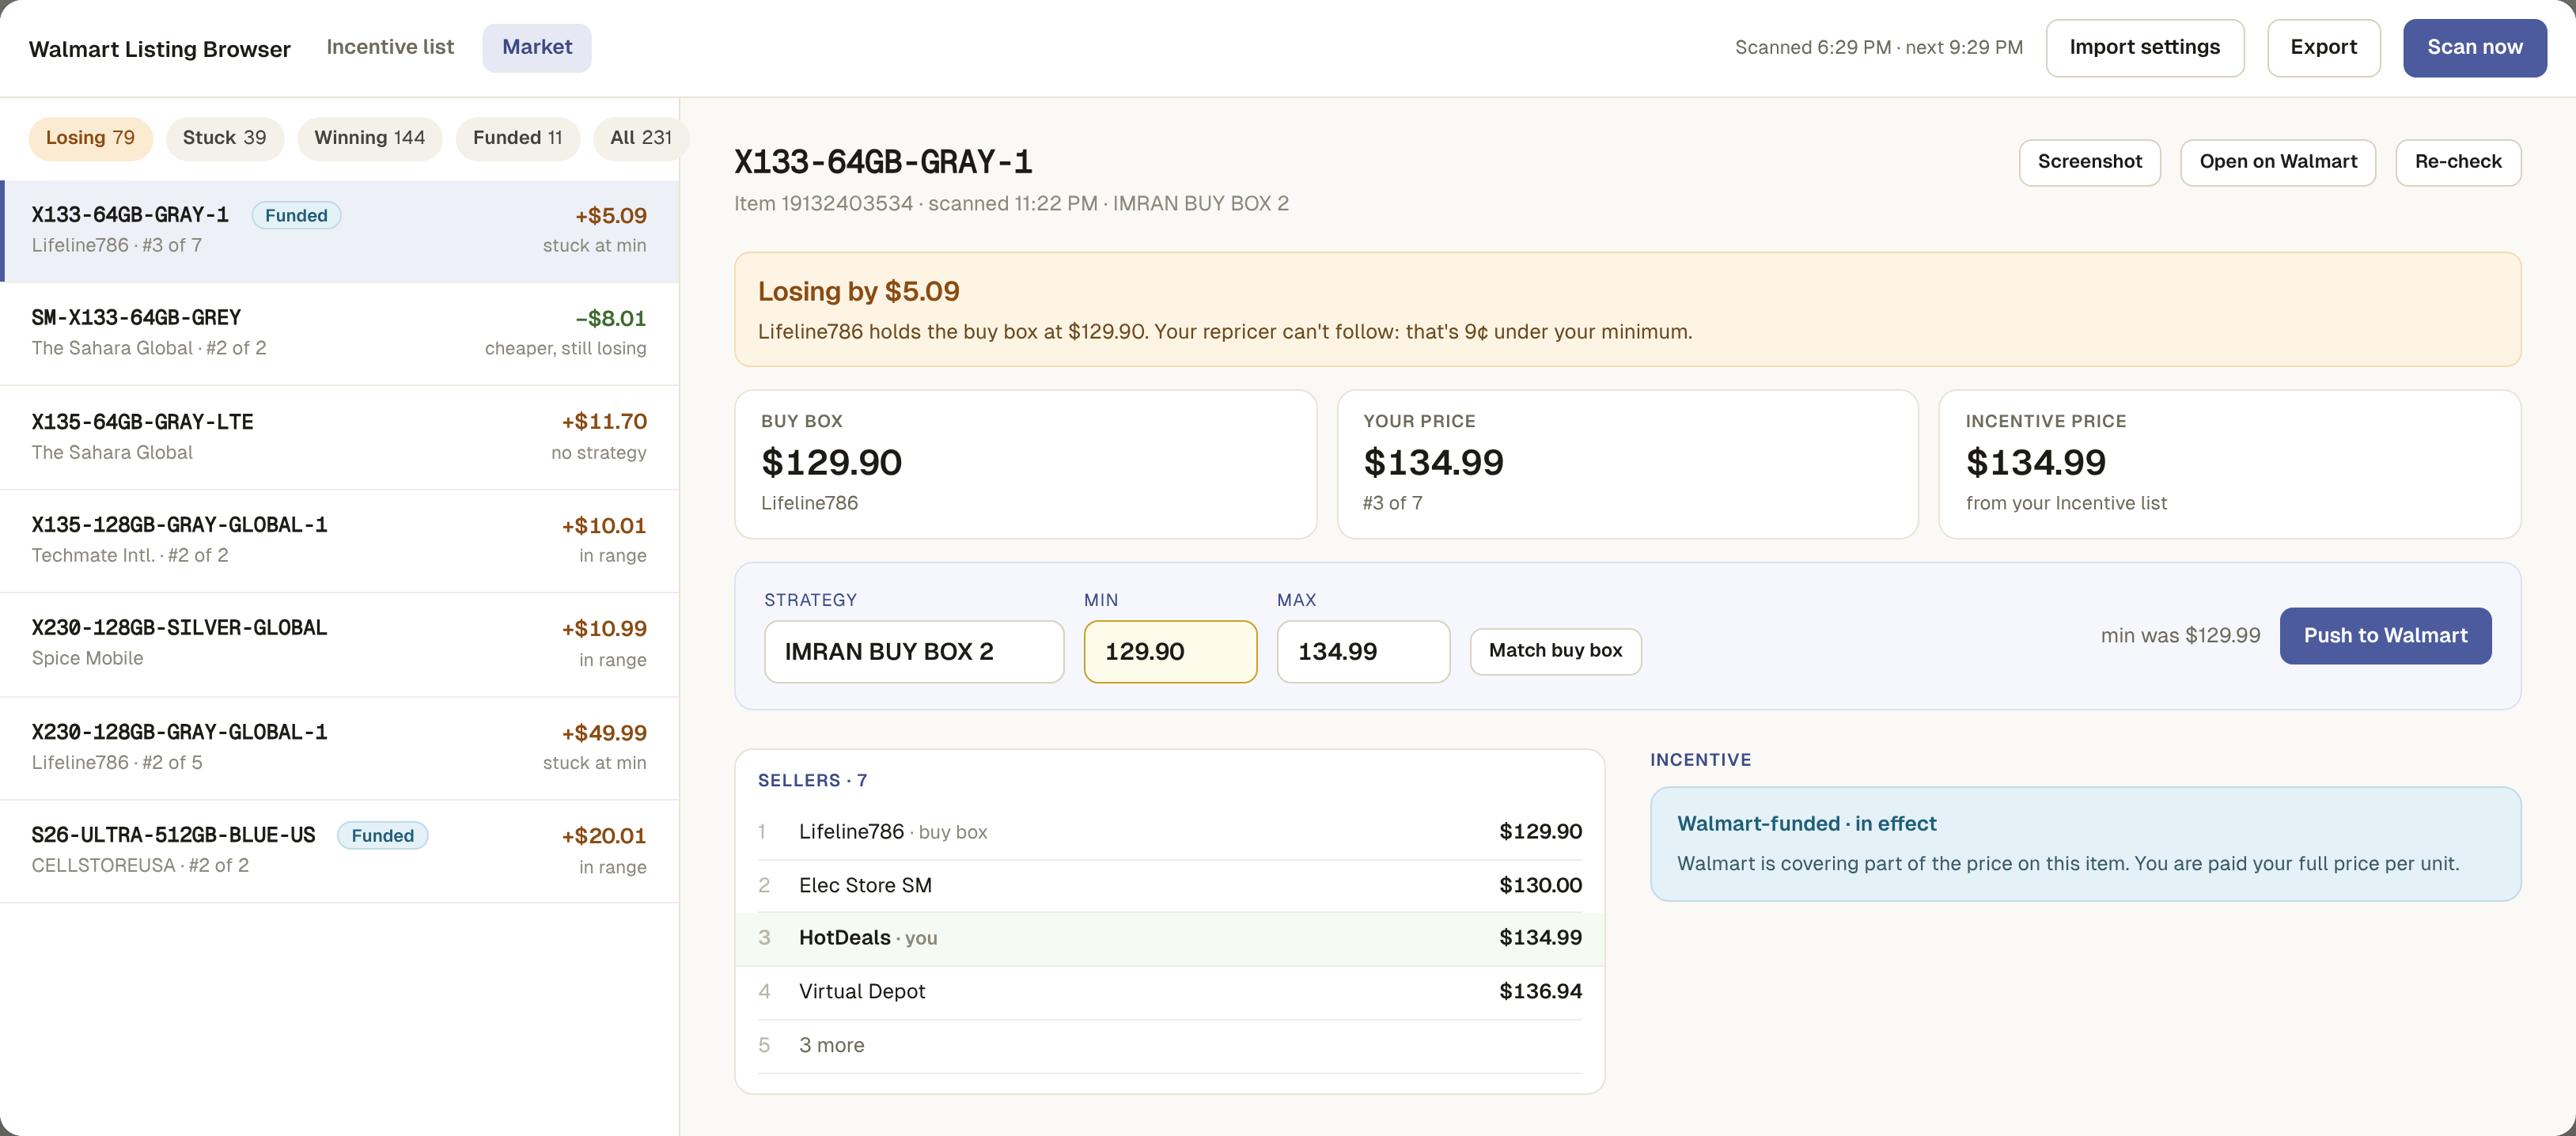 Walmart Listing Browser
Incentive list
Market
Scanned 6:29 PM · next 9:29 PM
Import settings
Export
Scan now
Losing 79
Stuck 39
Winning 144
Funded 11
All 231
X133-64GB-GRAY-1
Funded
+$5.09
Lifeline786 · #3 of 7
stuck at min
SM-X133-64GB-GREY
−$8.01
The Sahara Global · #2 of 2
cheaper, still losing
X135-64GB-GRAY-LTE
+$11.70
The Sahara Global
no strategy
X135-128GB-GRAY-GLOBAL-1
+$10.01
Techmate Intl. · #2 of 2
in range
X230-128GB-SILVER-GLOBAL
+$10.99
Spice Mobile
in range
X230-128GB-GRAY-GLOBAL-1
+$49.99
Lifeline786 · #2 of 5
stuck at min
S26-ULTRA-512GB-BLUE-US
Funded
+$20.01
CELLSTOREUSA · #2 of 2
in range
X133-64GB-GRAY-1
Item 19132403534 · scanned 11:22 PM · IMRAN BUY BOX 2
Screenshot
Open on Walmart
Re-check
Losing by $5.09
Lifeline786 holds the buy box at $129.90. Your repricer can't follow: that's 9¢ under your minimum.
BUY BOX
$129.90
Lifeline786
YOUR PRICE
$134.99
#3 of 7
INCENTIVE PRICE
$134.99
from your Incentive list
STRATEGY
IMRAN BUY BOX 2
MIN
129.90
MAX
134.99
Match buy box
min was $129.99
Push to Walmart
SELLERS · 7
1 Lifeline786 · buy box $129.90
2 Elec Store SM $130.00
3 HotDeals · you $134.99
4 Virtual Depot $136.94
5 3 more
INCENTIVE
Walmart-funded · in effect
Walmart is covering part of the price on this item. You are paid your full price per unit.